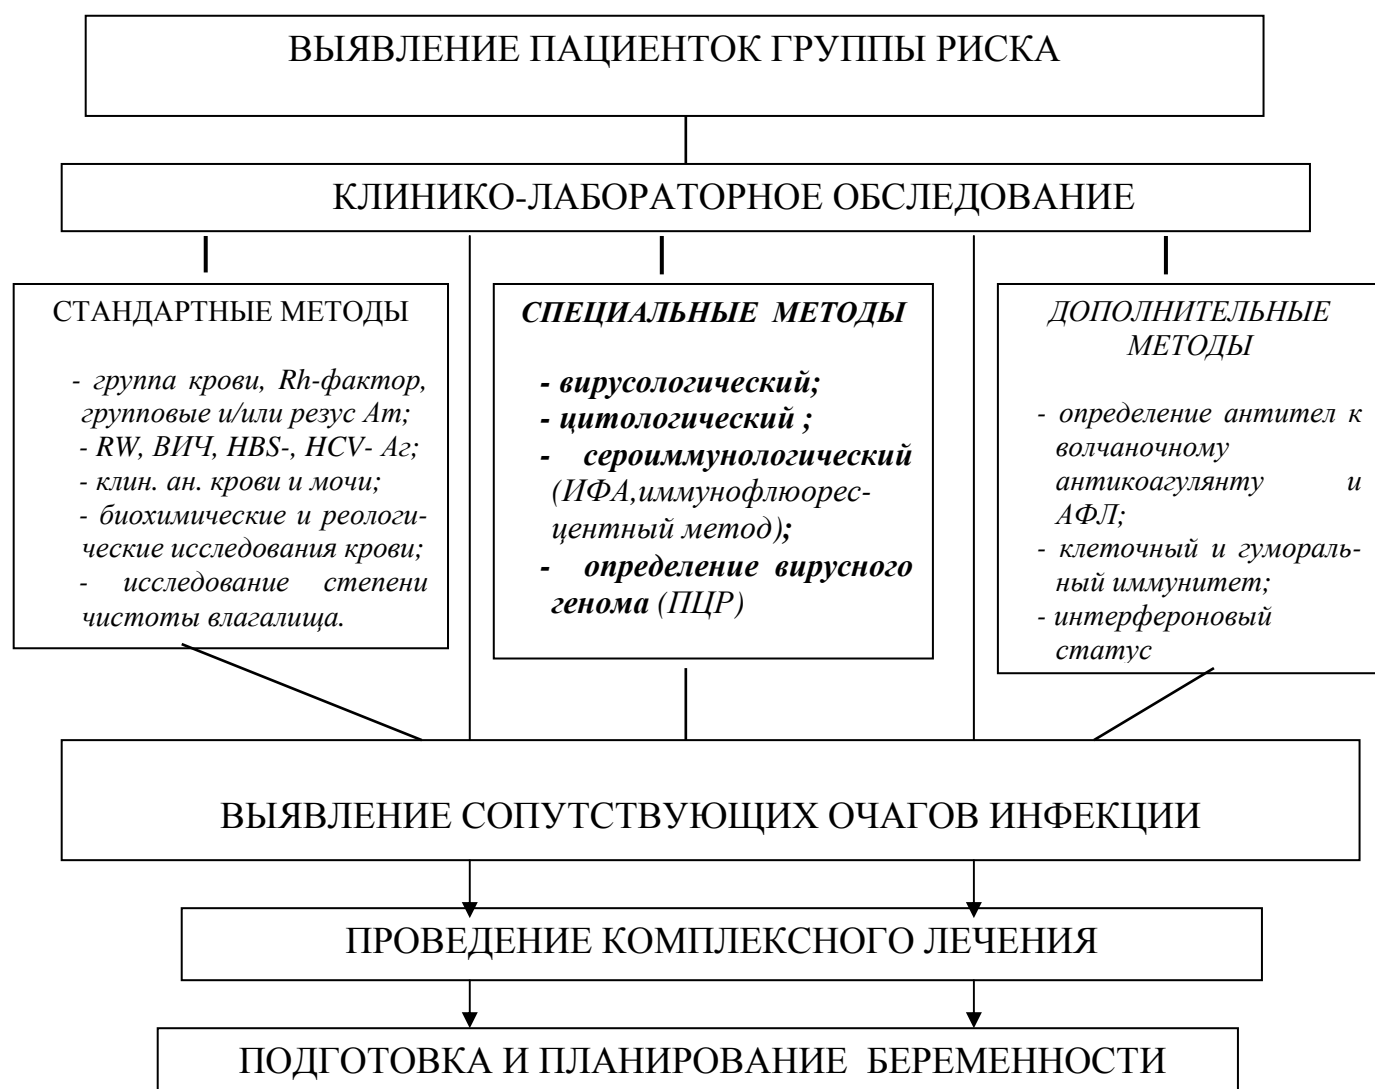 ВЫЯВЛЕНИЕ ПАЦИЕНТОК ГРУППЫ РИСКА
КЛИНИКО-ЛАБОРАТОРНОЕ ОБСЛЕДОВАНИЕ
СТАНДАРТНЫЕ МЕТОДЫ
- группа крови, Rh-фактор,
групповые и/или резус Ат;
- RW, ВИЧ, HBS-, HCV- Аг;
- клин. ан. крови и мочи;
- биохимические и реологи-
ческие исследования крови;
- исследование степени
чистоты влагалища.
СПЕЦИАЛЬНЫЕ МЕТОДЫ
- вирусологический;
- цитологический ;
- сероиммунологический
(ИФА,иммунофлюорес-
центный метод);
- определение вирусного
генома (ПЦР)
ДОПОЛНИТЕЛЬНЫЕ
МЕТОДЫ
- определение антител к
волчаночному
антикоагулянту и
АФЛ;
- клеточный и гумораль-
ный иммунитет;
- интерфероновый
статус
ВЫЯВЛЕНИЕ СОПУТСТВУЮЩИХ ОЧАГОВ ИНФЕКЦИИ
ПРОВЕДЕНИЕ КОМПЛЕКСНОГО ЛЕЧЕНИЯ
ПОДГОТОВКА И ПЛАНИРОВАНИЕ БЕРЕМЕННОСТИ